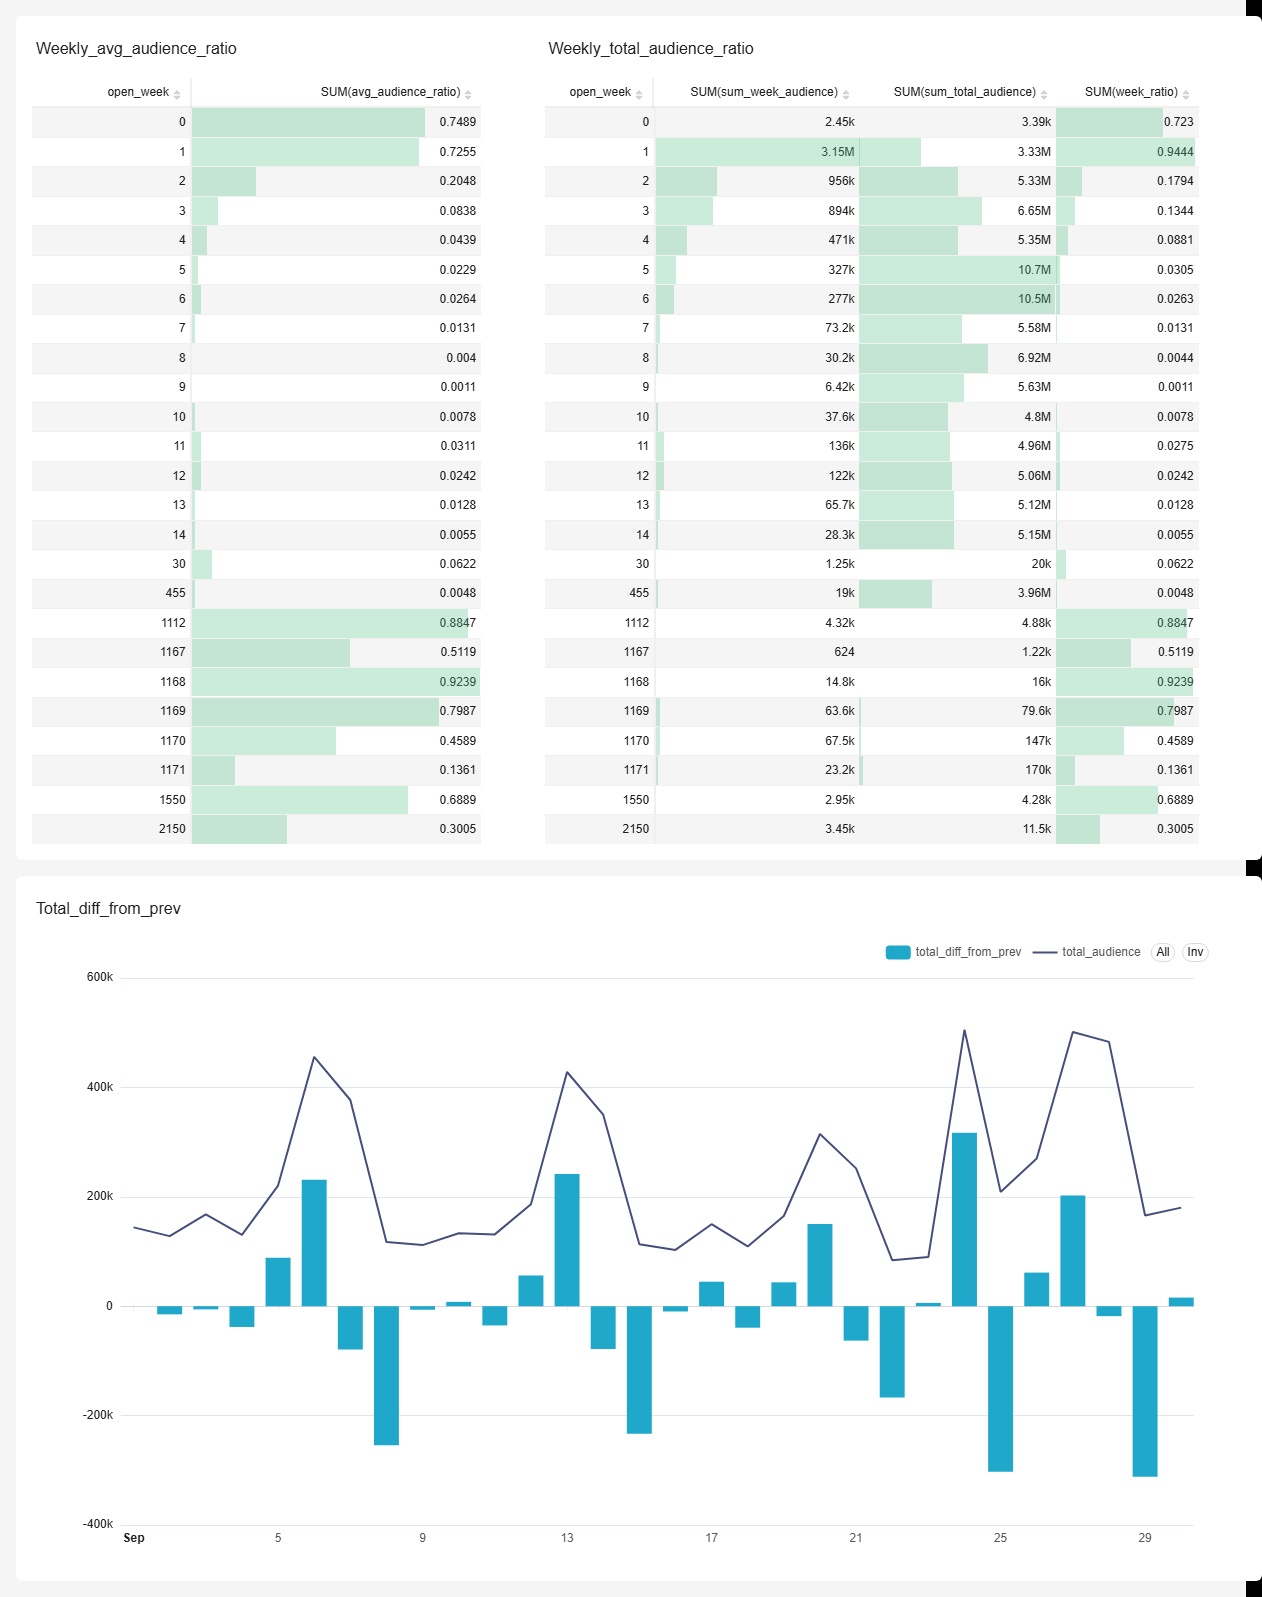 Weekly_avg_audience_ratio
open_week SUM(avg_audience_ratio)
0 0.7489
1 0.7255
2 0.2048
3 0.0838
4 0.0439
5 0.0229
6 0.0264
7 0.0131
8 0.004
9 0.0011
10 0.0078
11 0.0311
12 0.0242
13 0.0128
14 0.0055
30 0.0622
455 0.0048
1112 0.8847
1167 0.5119
1168 0.9239
1169 0.7987
1170 0.4589
1171 0.1361
1550 0.6889
2150 0.3005
Weekly_total_audience_ratio
open_week SUM(sum_week_audience) SUM(sum_total_audience) SUM(week_ratio)
0 2.45k 3.39k 0.723
1 3.15M 3.33M 0.9444
2 956k 5.33M 0.1794
3 894k 6.65M 0.1344
4 471k 5.35M 0.0881
5 327k 10.7M 0.0305
6 277k 10.5M 0.0263
7 73.2k 5.58M 0.0131
8 30.2k 6.92M 0.0044
9 6.42k 5.63M 0.0011
10 37.6k 4.8M 0.0078
11 136k 4.96M 0.0275
12 122k 5.06M 0.0242
13 65.7k 5.12M 0.0128
14 28.3k 5.15M 0.0055
30 1.25k 20k 0.0622
455 19k 3.96M 0.0048
1112 4.32k 4.88k 0.8847
1167 624 1.22k 0.5119
1168 14.8k 16k 0.9239
1169 63.6k 79.6k 0.7987
1170 67.5k 147k 0.4589
1171 23.2k 170k 0.1361
1550 2.95k 4.28k 0.6889
2150 3.45k 11.5k 0.3005
Total_diff_from_prev
total_diff_from_prev total_audience All Inv
600k
400k
200k
0
-200k
-400k
Sep 5 9 13 17 21 25 29